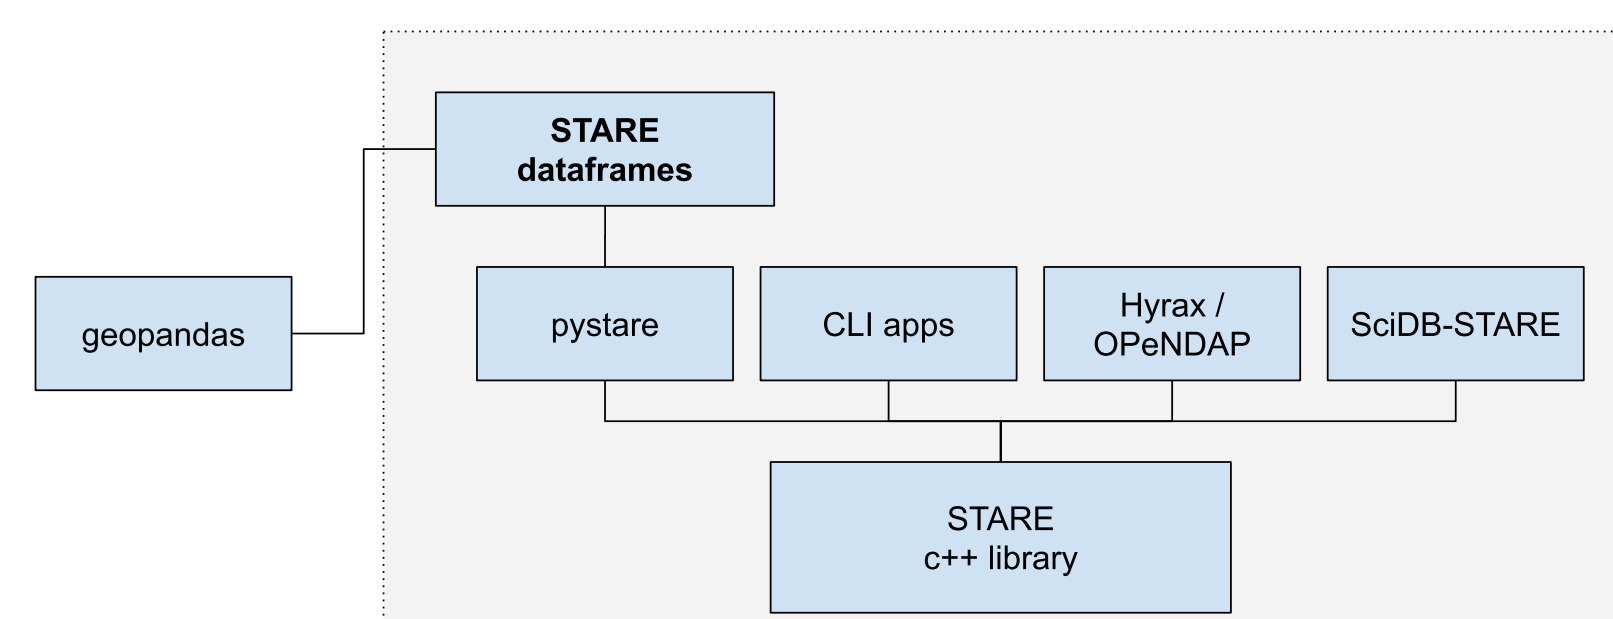 STARE
dataframes
geopandas
pystare
CLI apps
Hyrax /
OPeNDAP
SciDB-STARE
STARE
c++ library